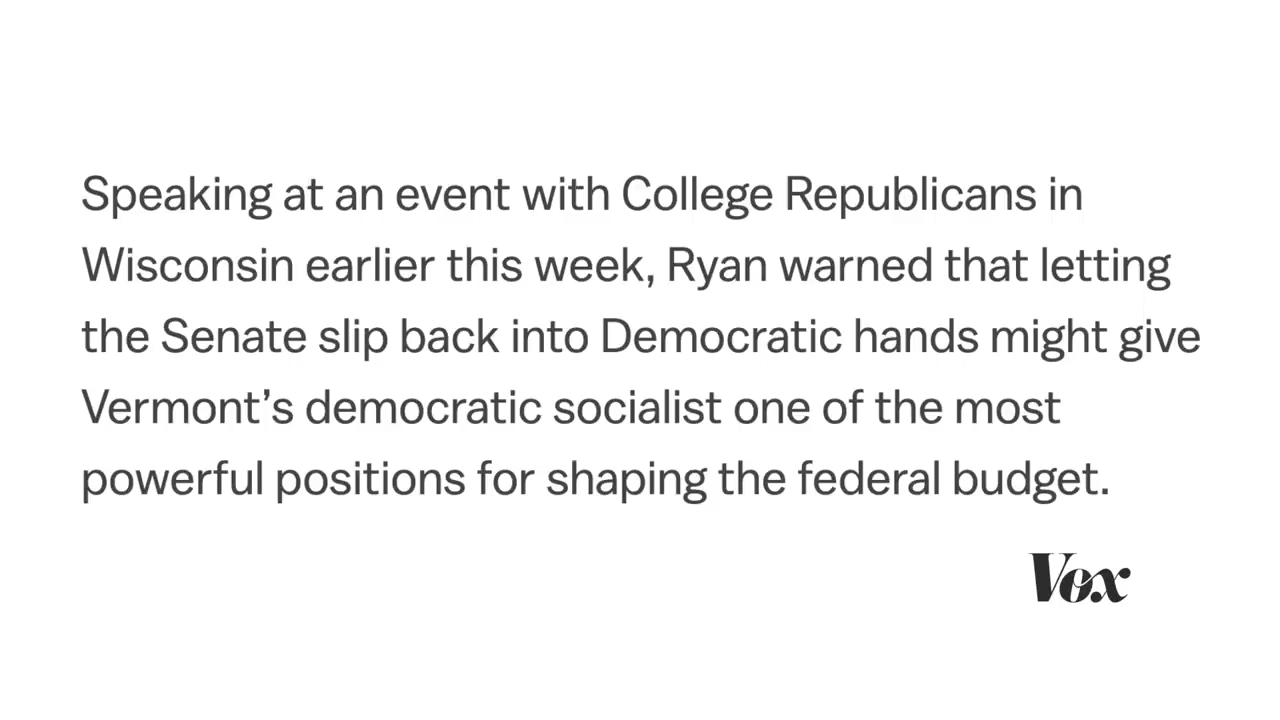 Speaking at an event with College Republicans in
Wisconsin earlier this week, Ryan warned that letting
the Senate slip back into Democratic hands might give
Vermont’s democratic socialist one of the most
powerful positions for shaping the federal budget.
Vox